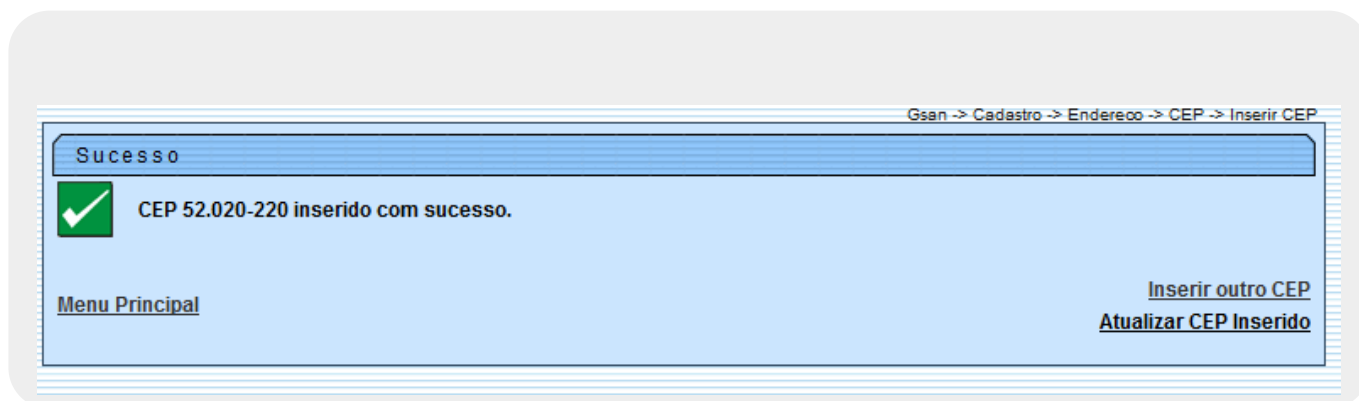 Gsan -> Cadastro -> Endereco -> CEP -> Inserir CEP
Sucesso
CEP 52.020-220 inserido com sucesso.
Inserir outro CEP
Menu Principal
Atualizar CEP Inserido